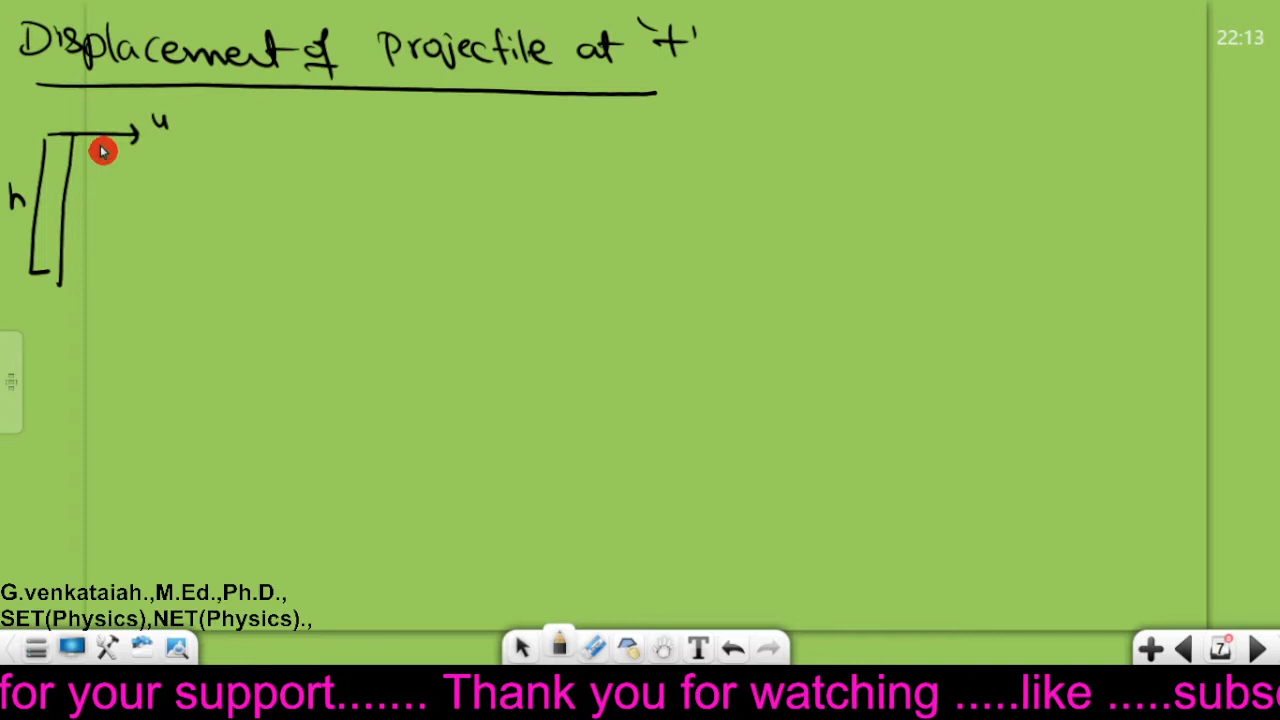 Displacement of Projectile at 't'
22:13
u
h
G.venkataiah.,M.Ed.,Ph.D.,
SET(Physics),NET(Physics).,
T
7
for your support....... Thank you for watching .....like .....subs